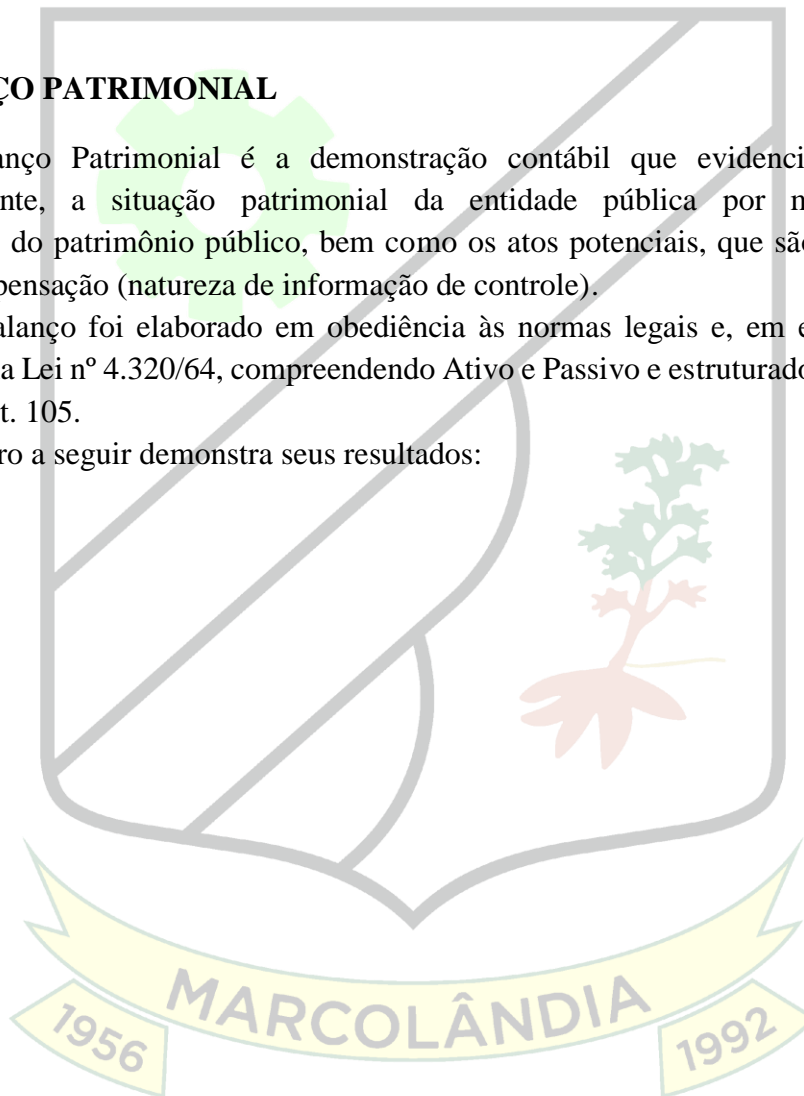 ÇO PATRIMONIAL
anço Patrimonial é a demonstração contábil que evidenci
nte, a situação patrimonial da entidade pública por m
do patrimônio público, bem como os atos potenciais, que são
pensação (natureza de informação de controle).
alanço foi elaborado em obediência às normas legais e, em e
a Lei nº 4.320/64, compreendendo Ativo e Passivo e estruturado
t. 105.
ro a seguir demonstra seus resultados:
MARCOLÂNDIA
1956
1992